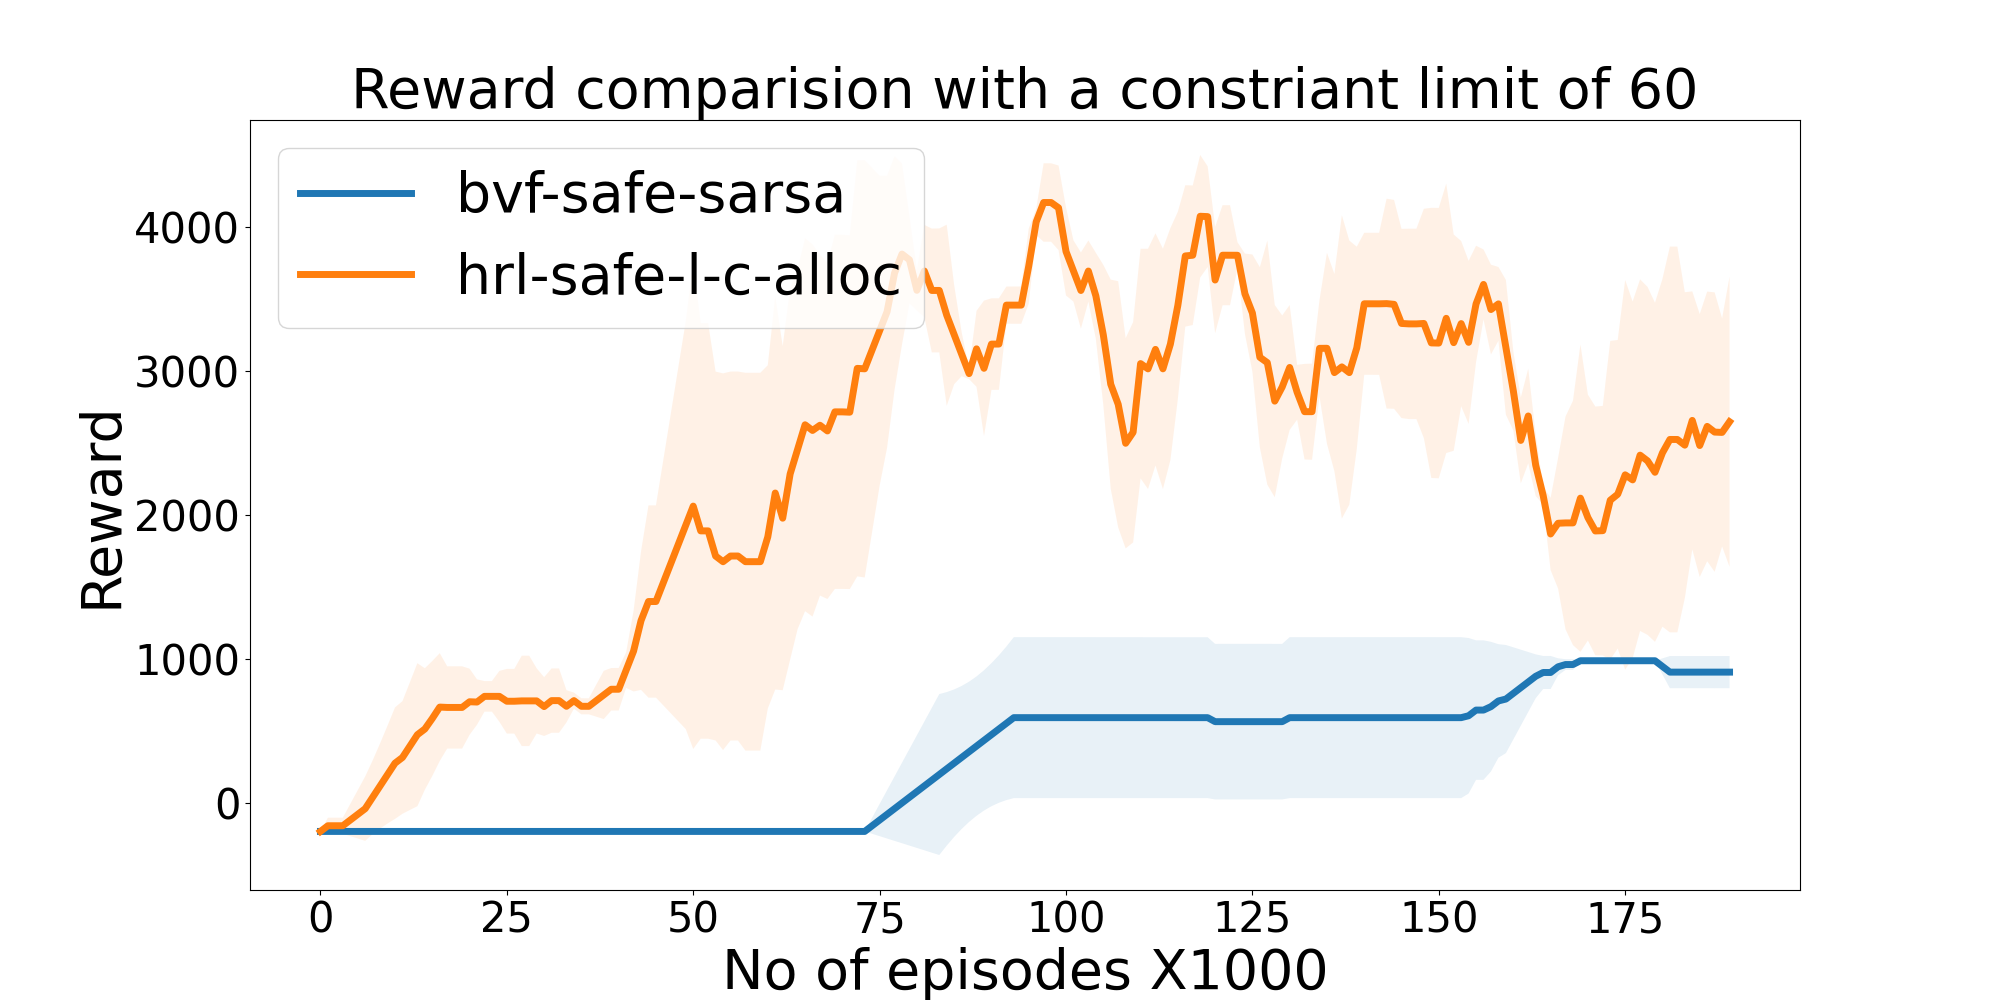 Reward comparision with a constriant limit of 60
bvf-safe-sarsa
hrl-safe-l-c-alloc
Reward
4000
3000
2000
1000
0
0 25 50 75 100 125 150 175
No of episodes X1000